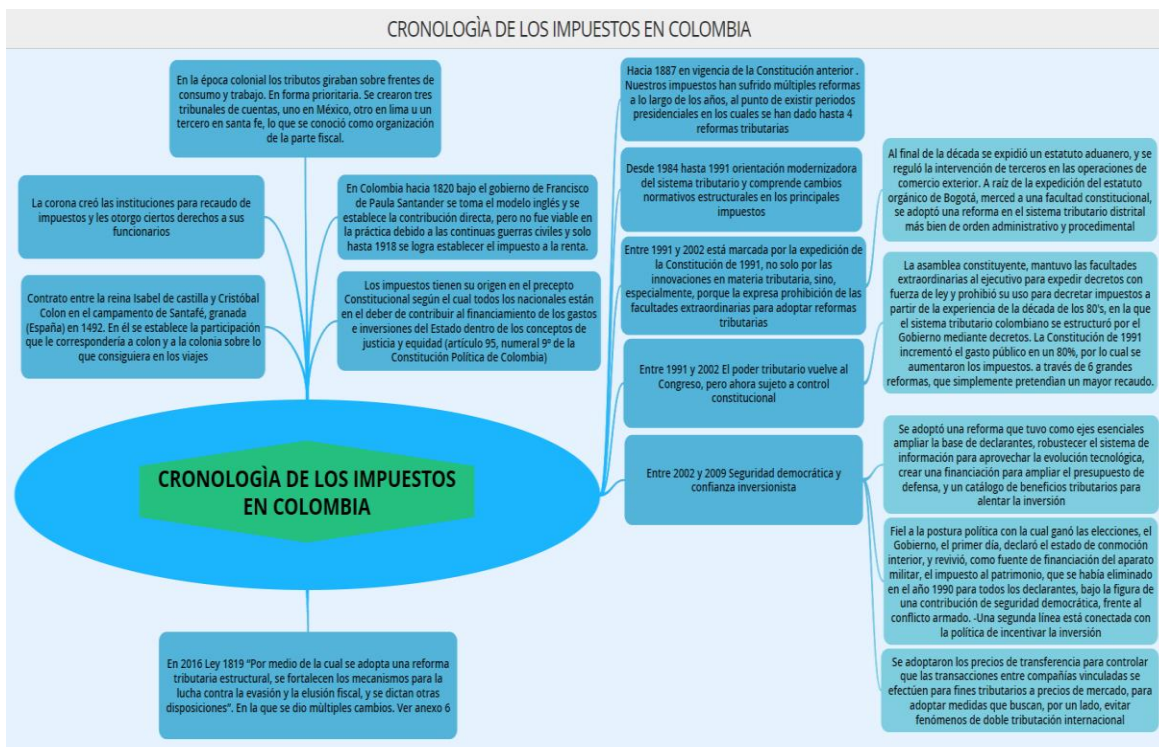 CRONOLOGÌA DE LOS IMPUESTOS EN COLOMBIA
En la época colonial los tributos giraban sobre frentes de
consumo y trabajo. En forma prioritaria. Se crearon tres
tribunales de cuentas, uno en México, otro en lima u un
tercero en santa fe, lo que se conoció como organización
de la parte fiscal.
La corona creó las instituciones para recaudo de
impuestos y les otorgo ciertos derechos a sus
funcionarios
En Colombia hacia 1820 bajo el gobierno de Francisco
de Paula Santander se toma el modelo inglés y se
establece la contribución directa, pero no fue viable en
la práctica debido a las continuas guerras civiles y solo
hasta 1918 se logra establecer el impuesto a la renta.
Contrato entre la reina Isabel de castilla y Cristóbal
Colon en el campamento de Santafé, granada
(España) en 1492. En él se establece la participación
que le correspondería a colon y a la colonia sobre lo
que consiguiera en los viajes
Los impuestos tienen su origen en el precepto
Constitucional según el cual todos los nacionales están
en el deber de contribuir al financiamiento de los gastos
e inversiones del Estado dentro de los conceptos de
justicia y equidad (artículo 95, numeral 9º de la
Constitución Política de Colombia)
CRONOLOGÌA DE LOS IMPUESTOS
EN COLOMBIA
En 2016 Ley 1819 “Por medio de la cual se adopta una reforma
tributaria estructural, se fortalecen los mecanismos para la
lucha contra la evasión y la elusión fiscal, y se dictan otras
disposiciones”. En la que se dio mùltiples cambios. Ver anexo 6
Hacia 1887 en vigencia de la Constitución anterior .
Nuestros impuestos han sufrido múltiples reformas
a lo largo de los años, al punto de existir periodos
presidenciales en los cuales se han dado hasta 4
reformas tributarias
Desde 1984 hasta 1991 orientación modernizadora
del sistema tributario y comprende cambios
normativos estructurales en los principales
impuestos
Entre 1991 y 2002 está marcada por la expedición de
la Constitución de 1991, no solo por las
innovaciones en materia tributaria, sino,
especialmente, porque la expresa prohibición de las
facultades extraordinarias para adoptar reformas
tributarias
Entre 1991 y 2002 El poder tributario vuelve al
Congreso, pero ahora sujeto a control
constitucional
Entre 2002 y 2009 Seguridad democrática y
confianza inversionista
Al final de la década se expidió un estatuto aduanero, y se
reguló la intervención de terceros en las operaciones de
comercio exterior. A raíz de la expedición del estatuto
orgánico de Bogotá, merced a una facultad constitucional,
se adoptó una reforma en el sistema tributario distrital
más bien de orden administrativo y procedimental
La asamblea constituyente, mantuvo las facultades
extraordinarias al ejecutivo para expedir decretos con
fuerza de ley y prohibió su uso para decretar impuestos a
partir de la experiencia de la década de los 80's, en la que
el sistema tributario colombiano se estructuró por el
Gobierno mediante decretos. La Constitución de 1991
incrementó el gasto público en un 80%, por lo cual se
aumentaron los impuestos. a través de 6 grandes
reformas, que simplemente pretendìan un mayor recaudo.
Se adoptó una reforma que tuvo como ejes esenciales
ampliar la base de declarantes, robustecer el sistema de
información para aprovechar la evolución tecnológica,
crear una financiación para ampliar el presupuesto de
defensa, y un catálogo de beneficios tributarios para
alentar la inversión
Fiel a la postura política con la cual ganó las elecciones, el
Gobierno, el primer día, declaró el estado de conmoción
interior, y revivió, como fuente de financiación del aparato
militar, el impuesto al patrimonio, que se había eliminado
en el año 1990 para todos los declarantes, bajo la figura de
una contribución de seguridad democrática, frente al
conflicto armado. -Una segunda línea está conectada con
la política de incentivar la inversión
Se adoptaron los precios de transferencia para controlar
que las transacciones entre compañías vinculadas se
efectúen para fines tributarios a precios de mercado, para
adoptar medidas que buscan, por un lado, evitar
fenómenos de doble tributación internacional